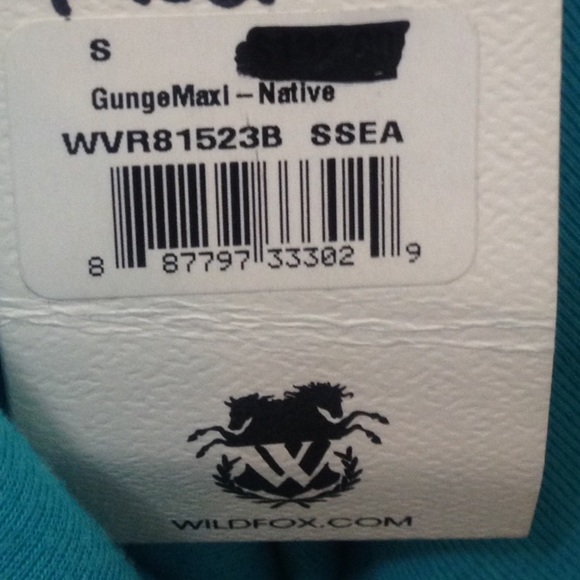 S
GungeMaxi – Native
WVR81523B SSEA
8 87797 33302 9
W
WILDFOX.COM